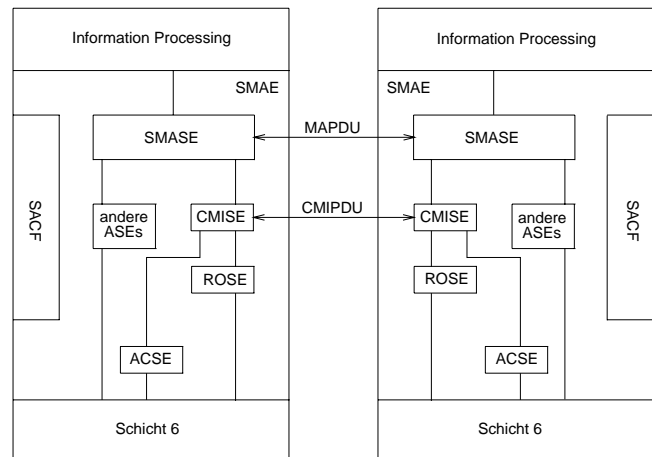 Information Processing
Information Processing
SMAE
SMAE
MAPDU
SMASE
SMASE
SACF
SACF
CMIPDU
andere
ASEs
CMISE
CMISE
andere
ASEs
ROSE
ROSE
ACSE
ACSE
Schicht 6
Schicht 6